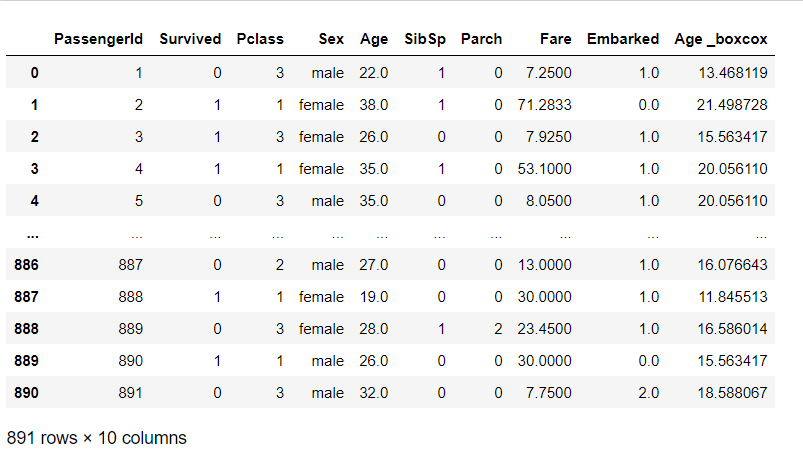 PassengerId Survived Pclass Sex Age SibSp Parch Fare Embarked Age _boxcox
0 1 0 3 male 22.0 1 0 7.2500 1.0 13.468119
1 2 1 1 female 38.0 1 0 71.2833 0.0 21.498728
2 3 1 3 female 26.0 0 0 7.9250 1.0 15.563417
3 4 1 1 female 35.0 1 0 53.1000 1.0 20.056110
4 5 0 3 male 35.0 0 0 8.0500 1.0 20.056110
... ... ... ... ... ... ... ... ... ... ...
886 887 0 2 male 27.0 0 0 13.0000 1.0 16.076643
887 888 1 1 female 19.0 0 0 30.0000 1.0 11.845513
888 889 0 3 female 28.0 1 2 23.4500 1.0 16.586014
889 890 1 1 male 26.0 0 0 30.0000 0.0 15.563417
890 891 0 3 male 32.0 0 0 7.7500 2.0 18.588067
891 rows × 10 columns